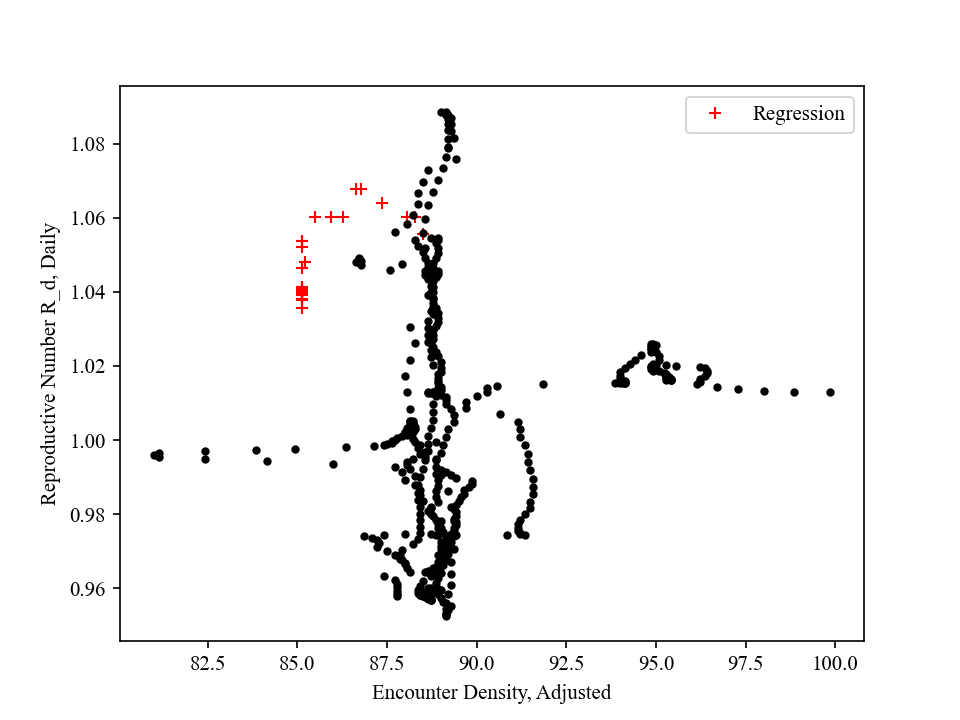 Regression
1.08
1.06
1.04
1.02
1.00
0.98
0.96
Reproductive Number R_d, Daily
82.5 85.0 87.5 90.0 92.5 95.0 97.5 100.0
Encounter Density, Adjusted